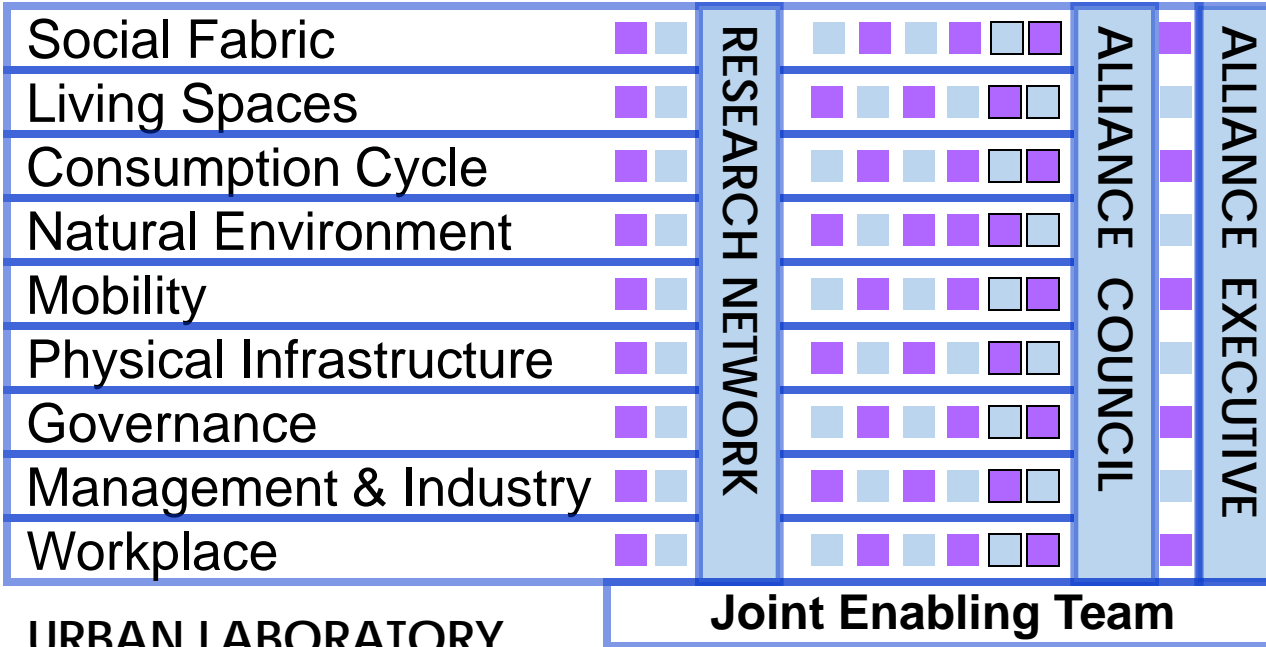 Social Fabric
Living Spaces
Consumption Cycle
Natural Environment
Mobility
Physical Infrastructure
Governance
Management & Industry
Workplace
RESEARCH NETWORK
ALLIANCE COUNCIL
ALLIANCE EXECUTIVE
Joint Enabling Team
URBAN LABORATORY